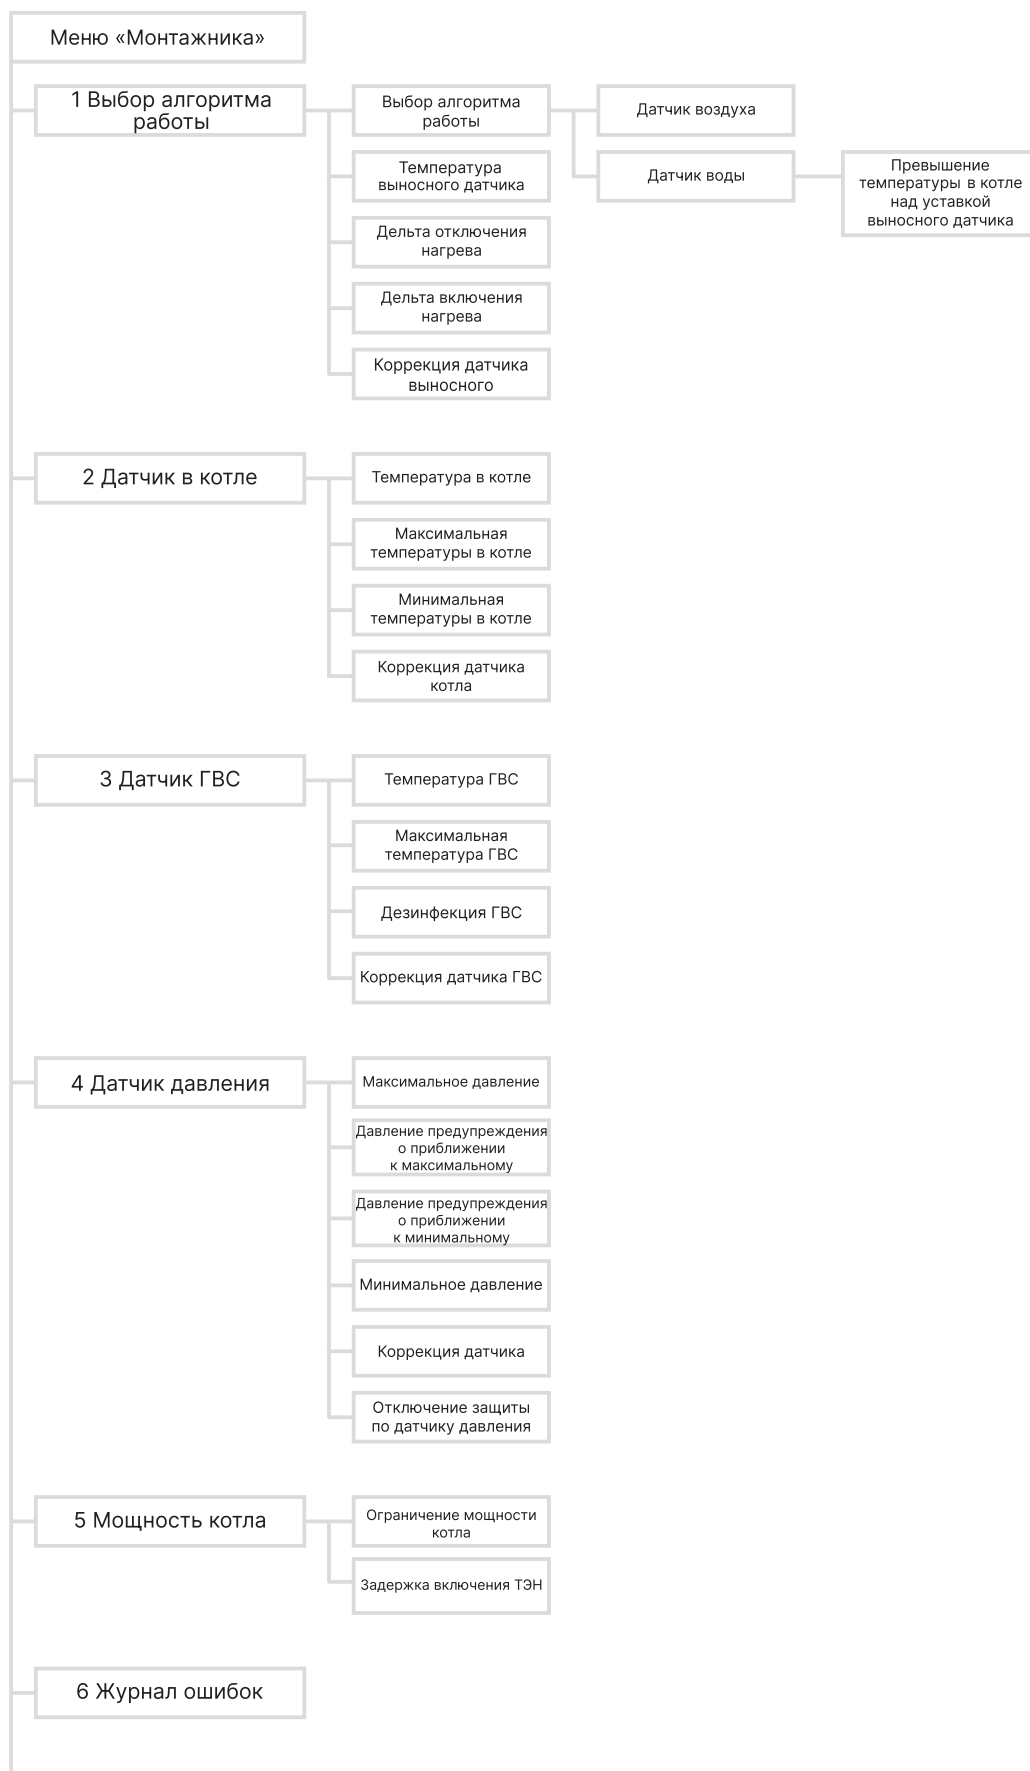 Меню «Монтажника»
1 Выбор алгоритма
работы
Выбор алгоритма
работы
Датчик воздуха
Датчик воды
Превышение
температуры в котле
над уставкой
выносного датчика
Температура
выносного датчика
Дельта отключения
нагрева
Дельта включения
нагрева
Коррекция датчика
выносного
2 Датчик в котле
Температура в котле
Максимальная
температуры в котле
Минимальная
температуры в котле
Коррекция датчика
котла
3 Датчик ГВС
Температура ГВС
Максимальная
температура ГВС
Дезинфекция ГВС
Коррекция датчика ГВС
4 Датчик давления
Максимальное давление
Давление предупреждения
о приближении
к максимальному
Давление предупреждения
о приближении
к минимальному
Минимальное давление
Коррекция датчика
Отключение защиты
по датчику давления
5 Мощность котла
Ограничение мощности
котла
Задержка включения ТЭН
6 Журнал ошибок